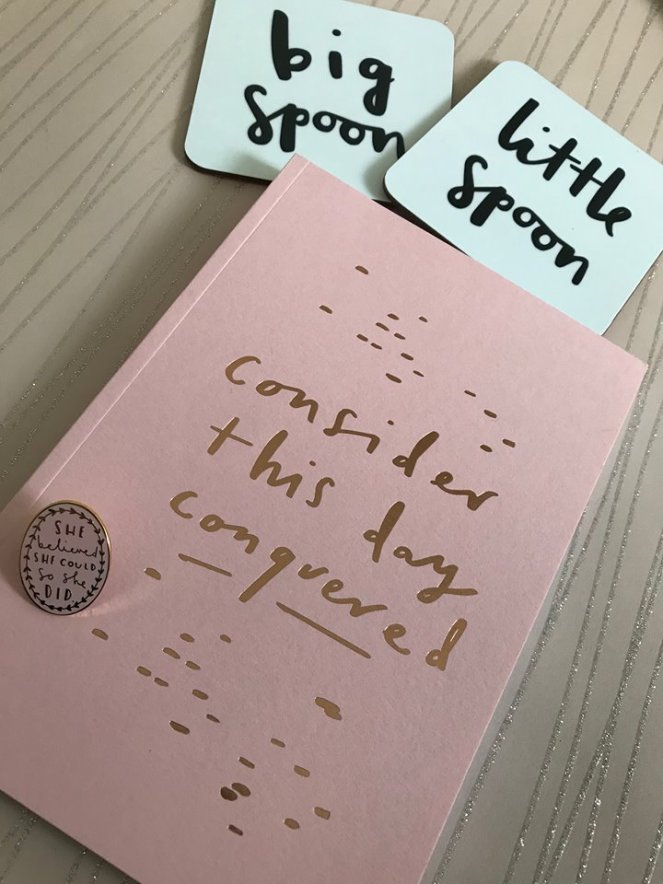 big
spoon
little
spoon
consider
this day
conquered
SHE
believed
SHE COULD
So she
DID